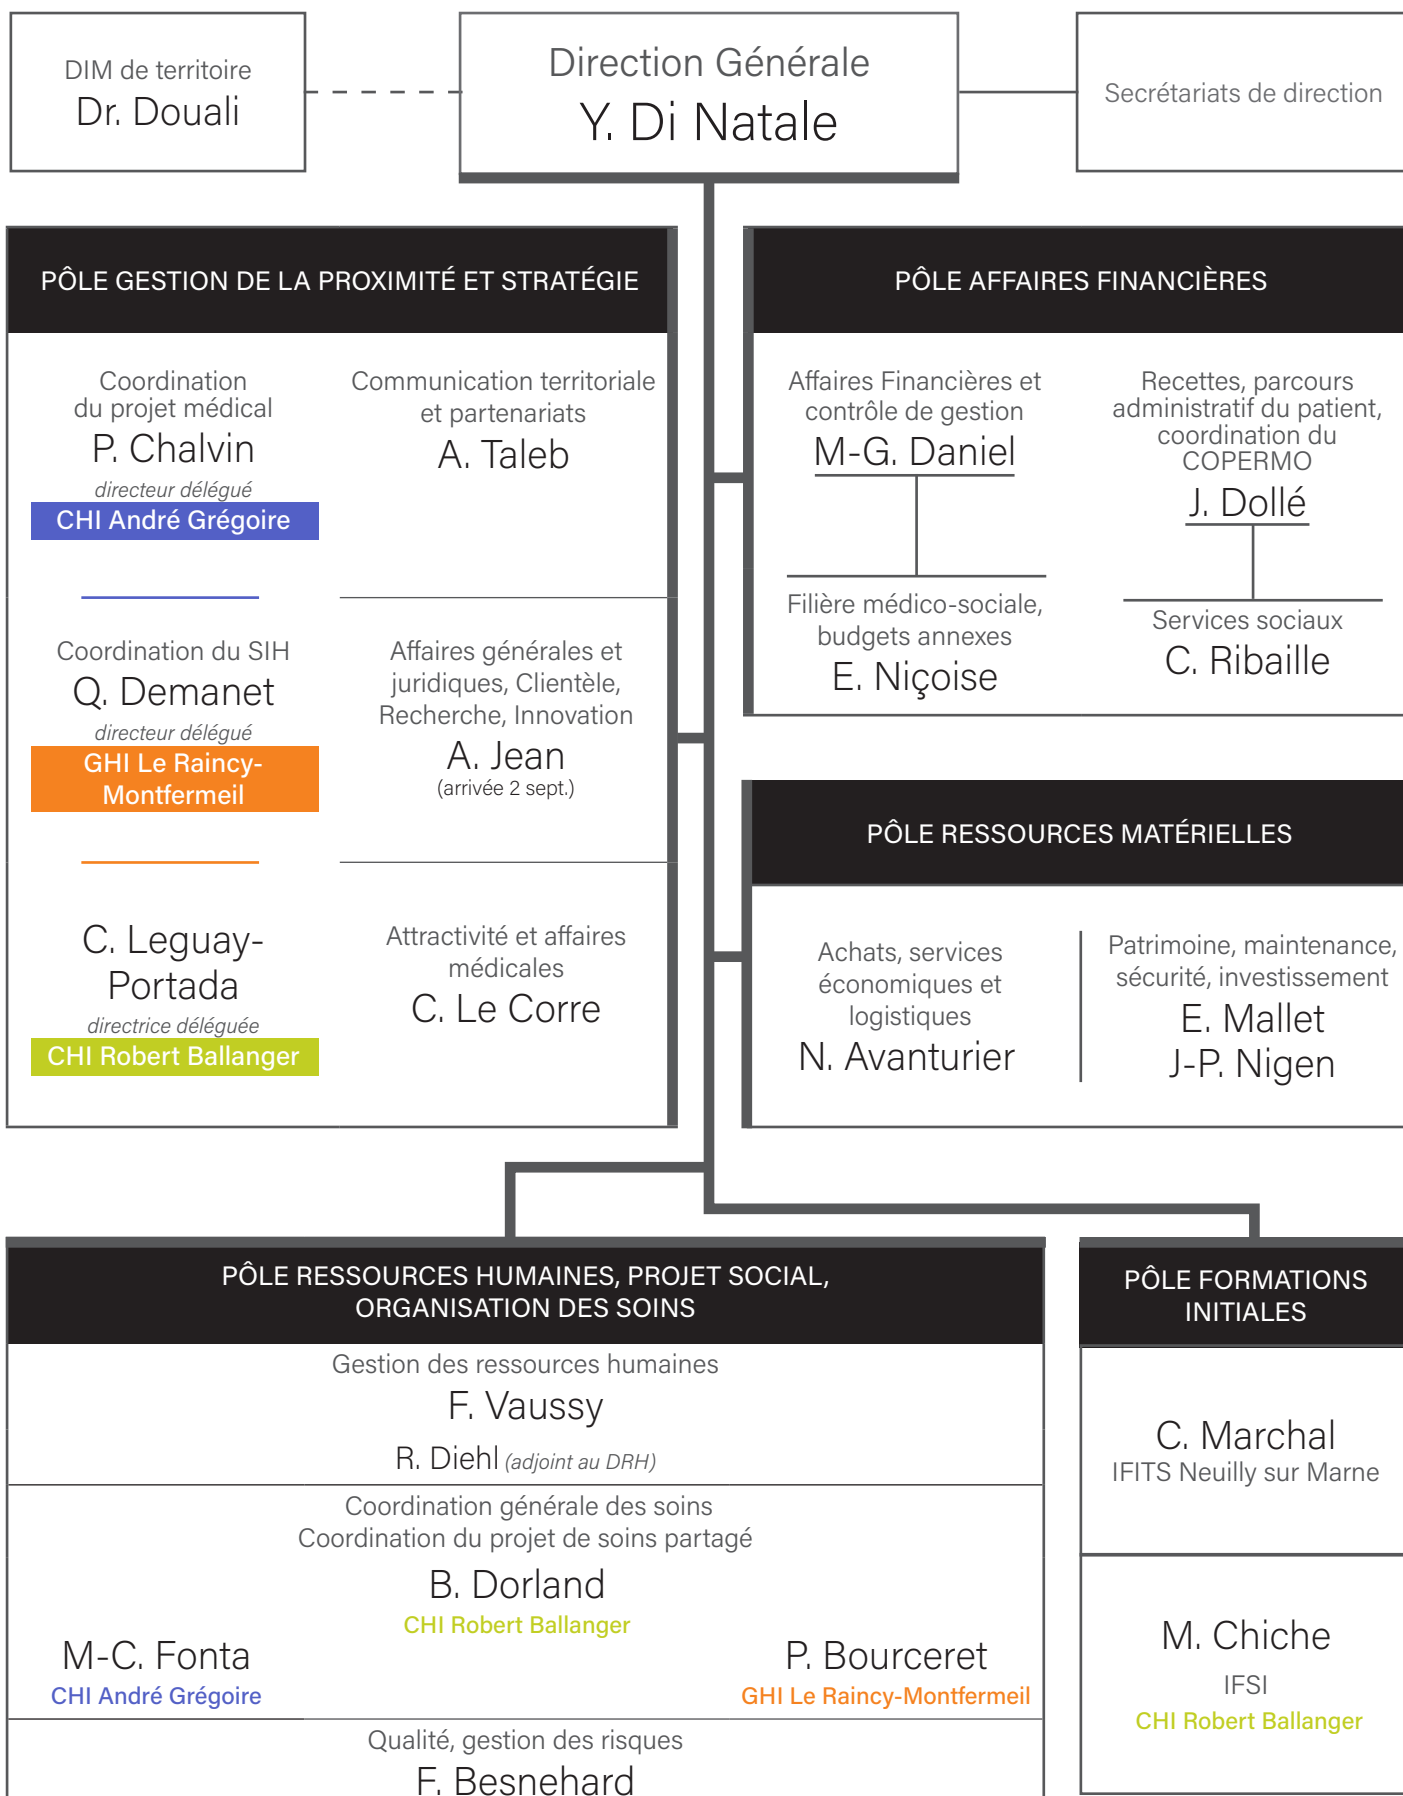 DIM de territoire
Dr. Douali
Direction Générale
Y. Di Natale
Secrétariats de direction
PÔLE GESTION DE LA PROXIMITÉ ET STRATÉGIE
Coordination
du projet médical
P. Chalvin
directeur délégué
CHI André Grégoire
Communication territoriale
et partenariats
A. Taleb
Coordination du SIH
Q. Demanet
directeur délégué
GHI Le Raincy-
Montfermeil
Affaires générales et
juridiques, Clientèle,
Recherche, Innovation
A. Jean
(arrivée 2 sept.)
C. Leguay-
Portada
directrice déléguée
CHI Robert Ballanger
Attractivité et affaires
médicales
C. Le Corre
PÔLE AFFAIRES FINANCIÈRES
Affaires Financières et
contrôle de gestion
M-G. Daniel
Filière médico-sociale,
budgets annexes
E. Niçoise
Recettes, parcours
administratif du patient,
coordination du
COPERMO
J. Dollé
Services sociaux
C. Ribaille
PÔLE RESSOURCES MATÉRIELLES
Achats, services
économiques et
logistiques
N. Avanturier
Patrimoine, maintenance,
sécurité, investissement
E. Mallet
J-P. Nigen
PÔLE RESSOURCES HUMAINES, PROJET SOCIAL,
ORGANISATION DES SOINS
Gestion des ressources humaines
F. Vaussy
R. Diehl (adjoint au DRH)
Coordination générale des soins
Coordination du projet de soins partagé
B. Dorland
CHI Robert Ballanger
M-C. Fonta
CHI André Grégoire
P. Bourceret
GHI Le Raincy-Montfermeil
Qualité, gestion des risques
F. Besnehard
PÔLE FORMATIONS
INITIALES
C. Marchal
IFITS Neuilly sur Marne
M. Chiche
IFSI
CHI Robert Ballanger